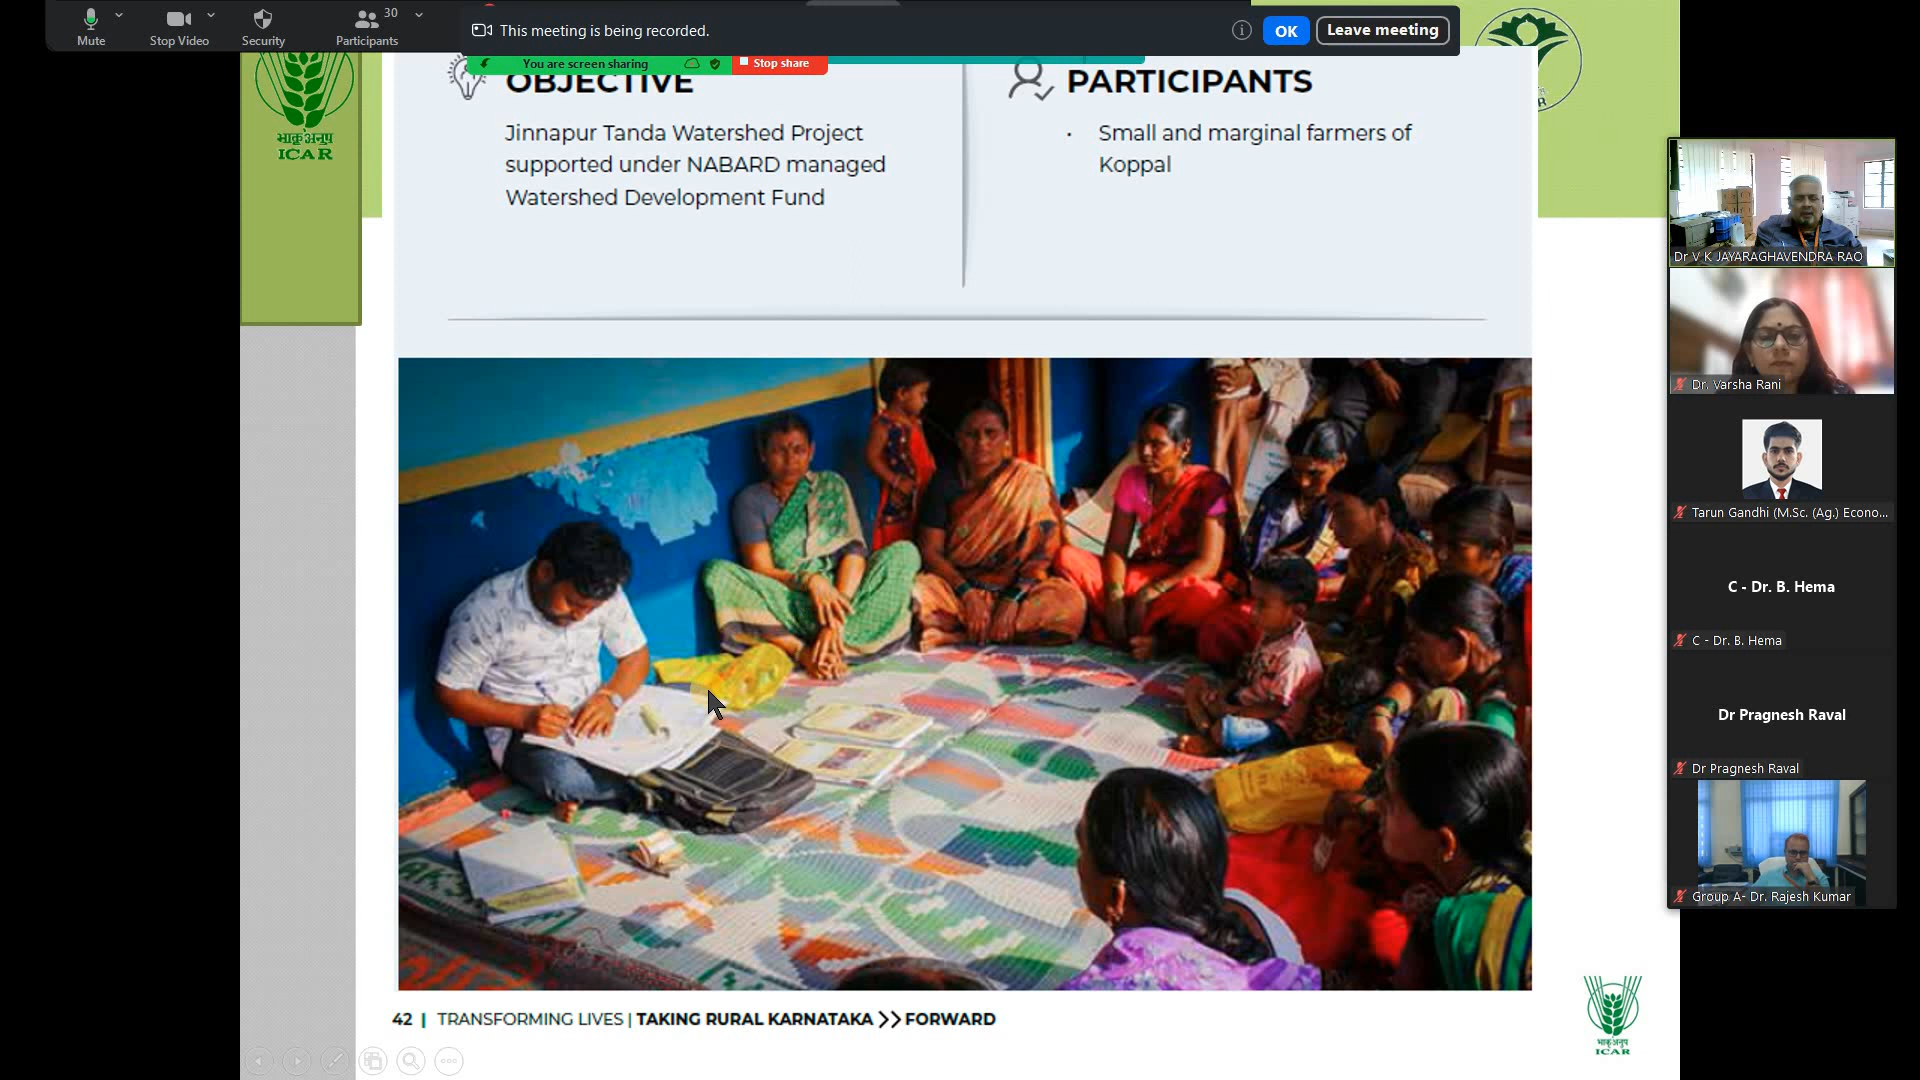 Mute
Stop Video
Security
30
Participants
This meeting is being recorded.
OK
Leave meeting
You are screen sharing
Stop share
भाकृअनुप
ICAR
OBJECTIVE
Jinnapur Tanda Watershed Project
supported under NABARD managed
Watershed Development Fund
PARTICIPANTS
• Small and marginal farmers of
Koppal
Dr V K JAYARAGHAVENDRA RAO
Dr. Varsha Rani
Tarun Gandhi (M.Sc. (Ag.) Econo...
C - Dr. B. Hema
C - Dr. B. Hema
Dr Pragnesh Raval
Dr Pragnesh Raval
Group A- Dr. Rajesh Kumar
42 | TRANSFORMING LIVES | TAKING RURAL KARNATAKA >> FORWARD
भाकृअनुप
ICAR